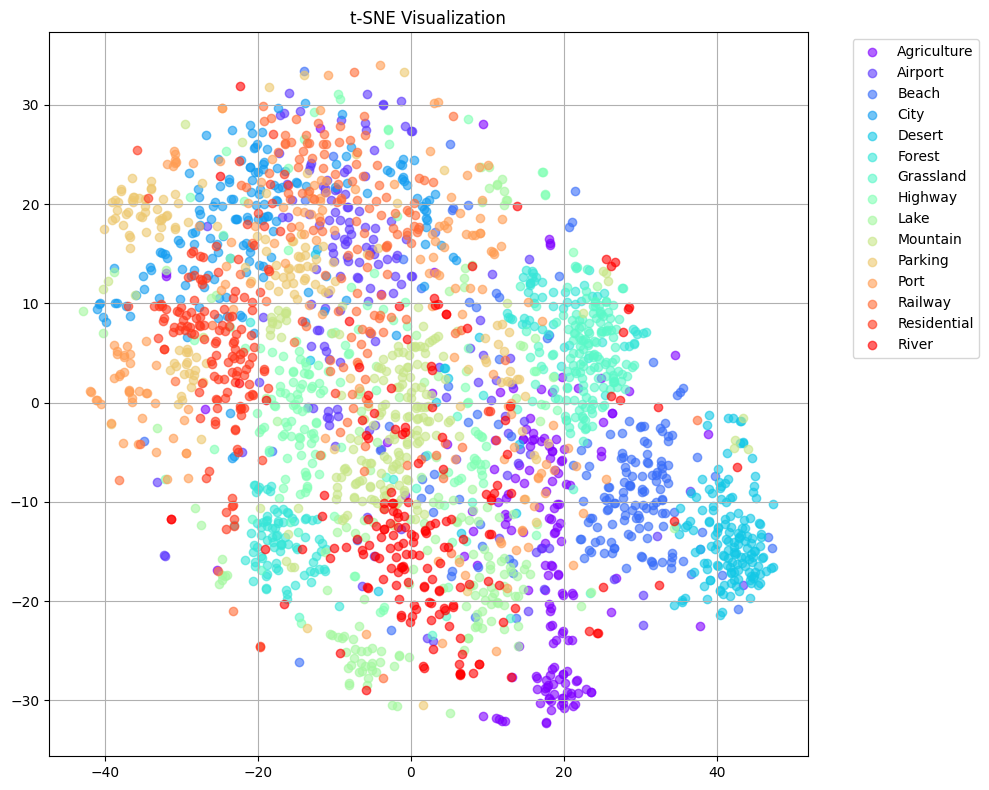 t-SNE Visualization
30
20
10
0
−10
−20
−30
−40
−20
0
20
40
Agriculture
Airport
Beach
City
Desert
Forest
Grassland
Highway
Lake
Mountain
Parking
Port
Railway
Residential
River